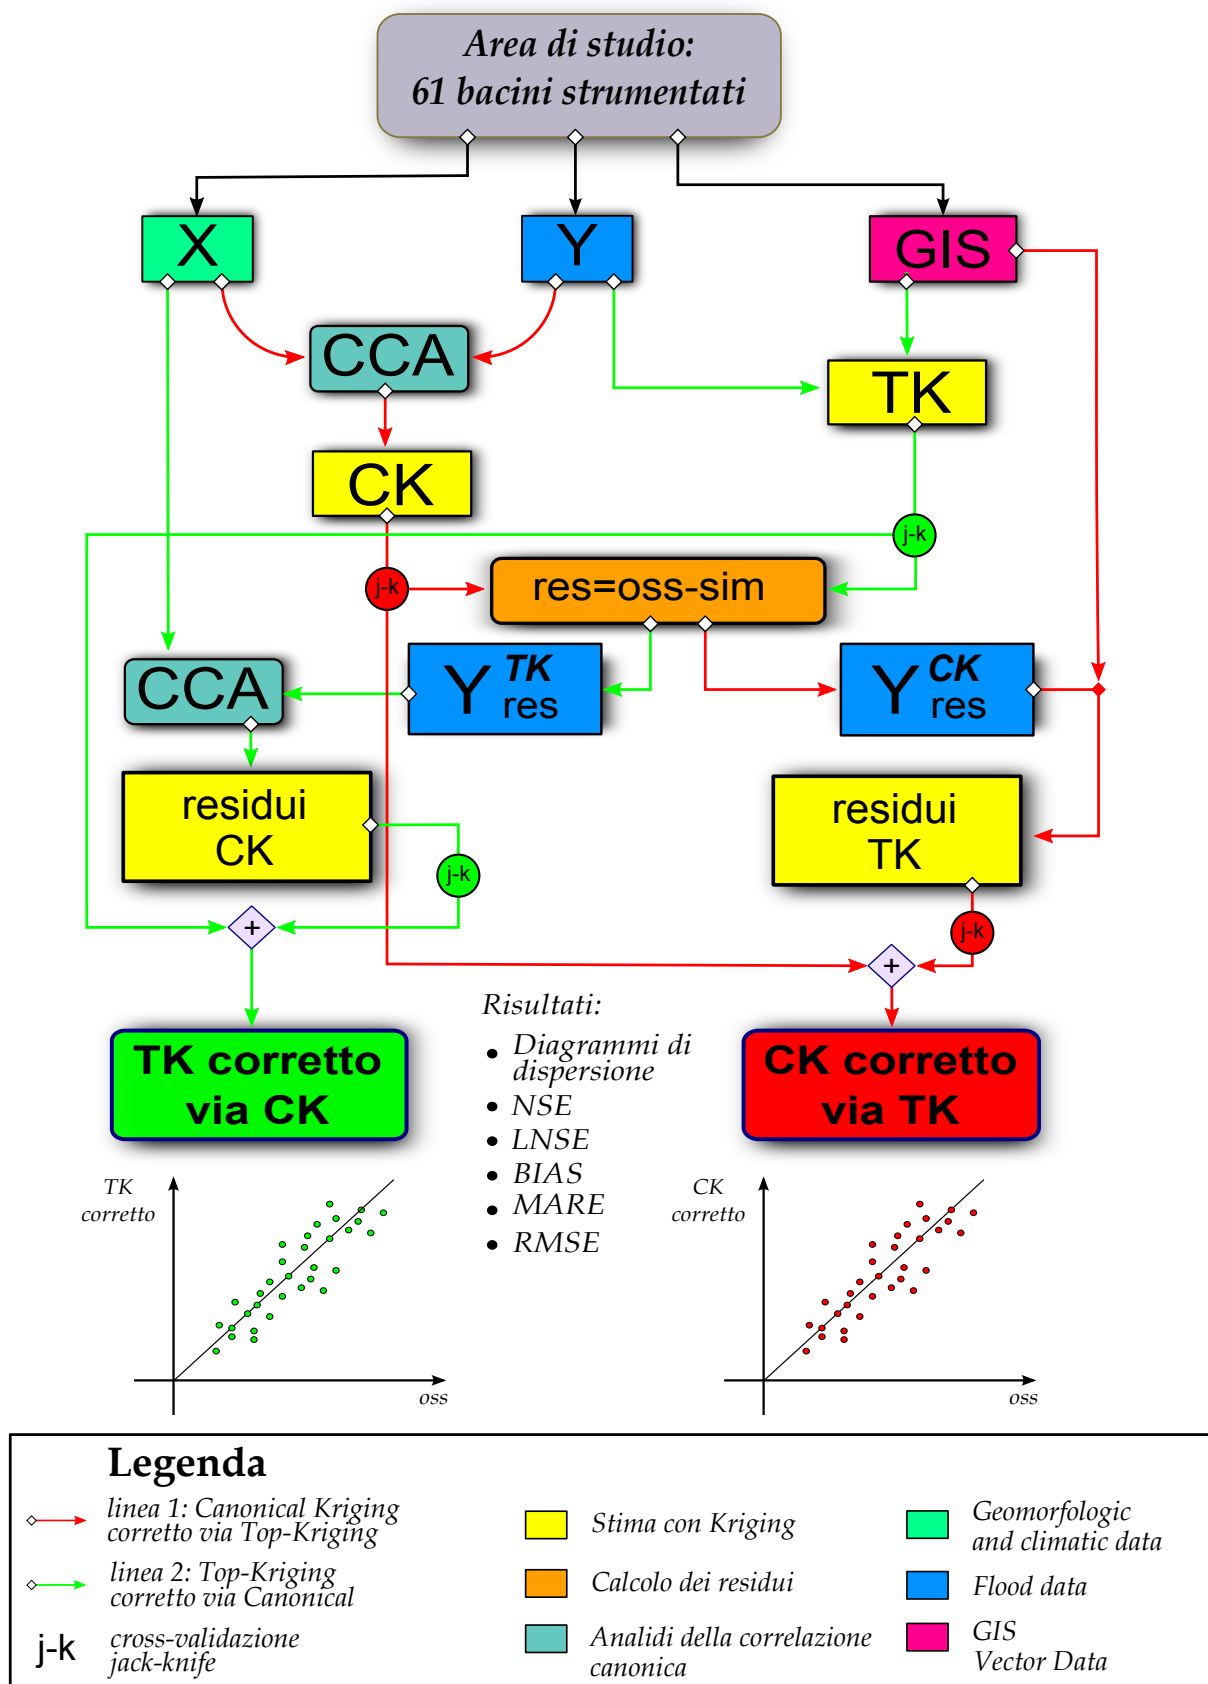 Area di studio:
61 bacini strumentati
X
Y
GIS
CCA
TK
CK
j-k
j-k
res=oss-sim
CCA
Y TK res
Y CK res
residui
CK
residui
TK
j-k
j-k
+
+
TK corretto
via CK
Risultati:
• Diagrammi di
dispersione
• NSE
• LNSE
• BIAS
• MARE
• RMSE
CK corretto
via TK
TK
corretto
oss
CK
corretto
oss
Legenda
linea 1: Canonical Kriging
corretto via Top-Kriging
linea 2: Top-Kriging
corretto via Canonical
j-k
cross-validazione
jack-knife
Stima con Kriging
Calcolo dei residui
Analidi della correlazione
canonica
Geomorfologic
and climatic data
Flood data
GIS
Vector Data